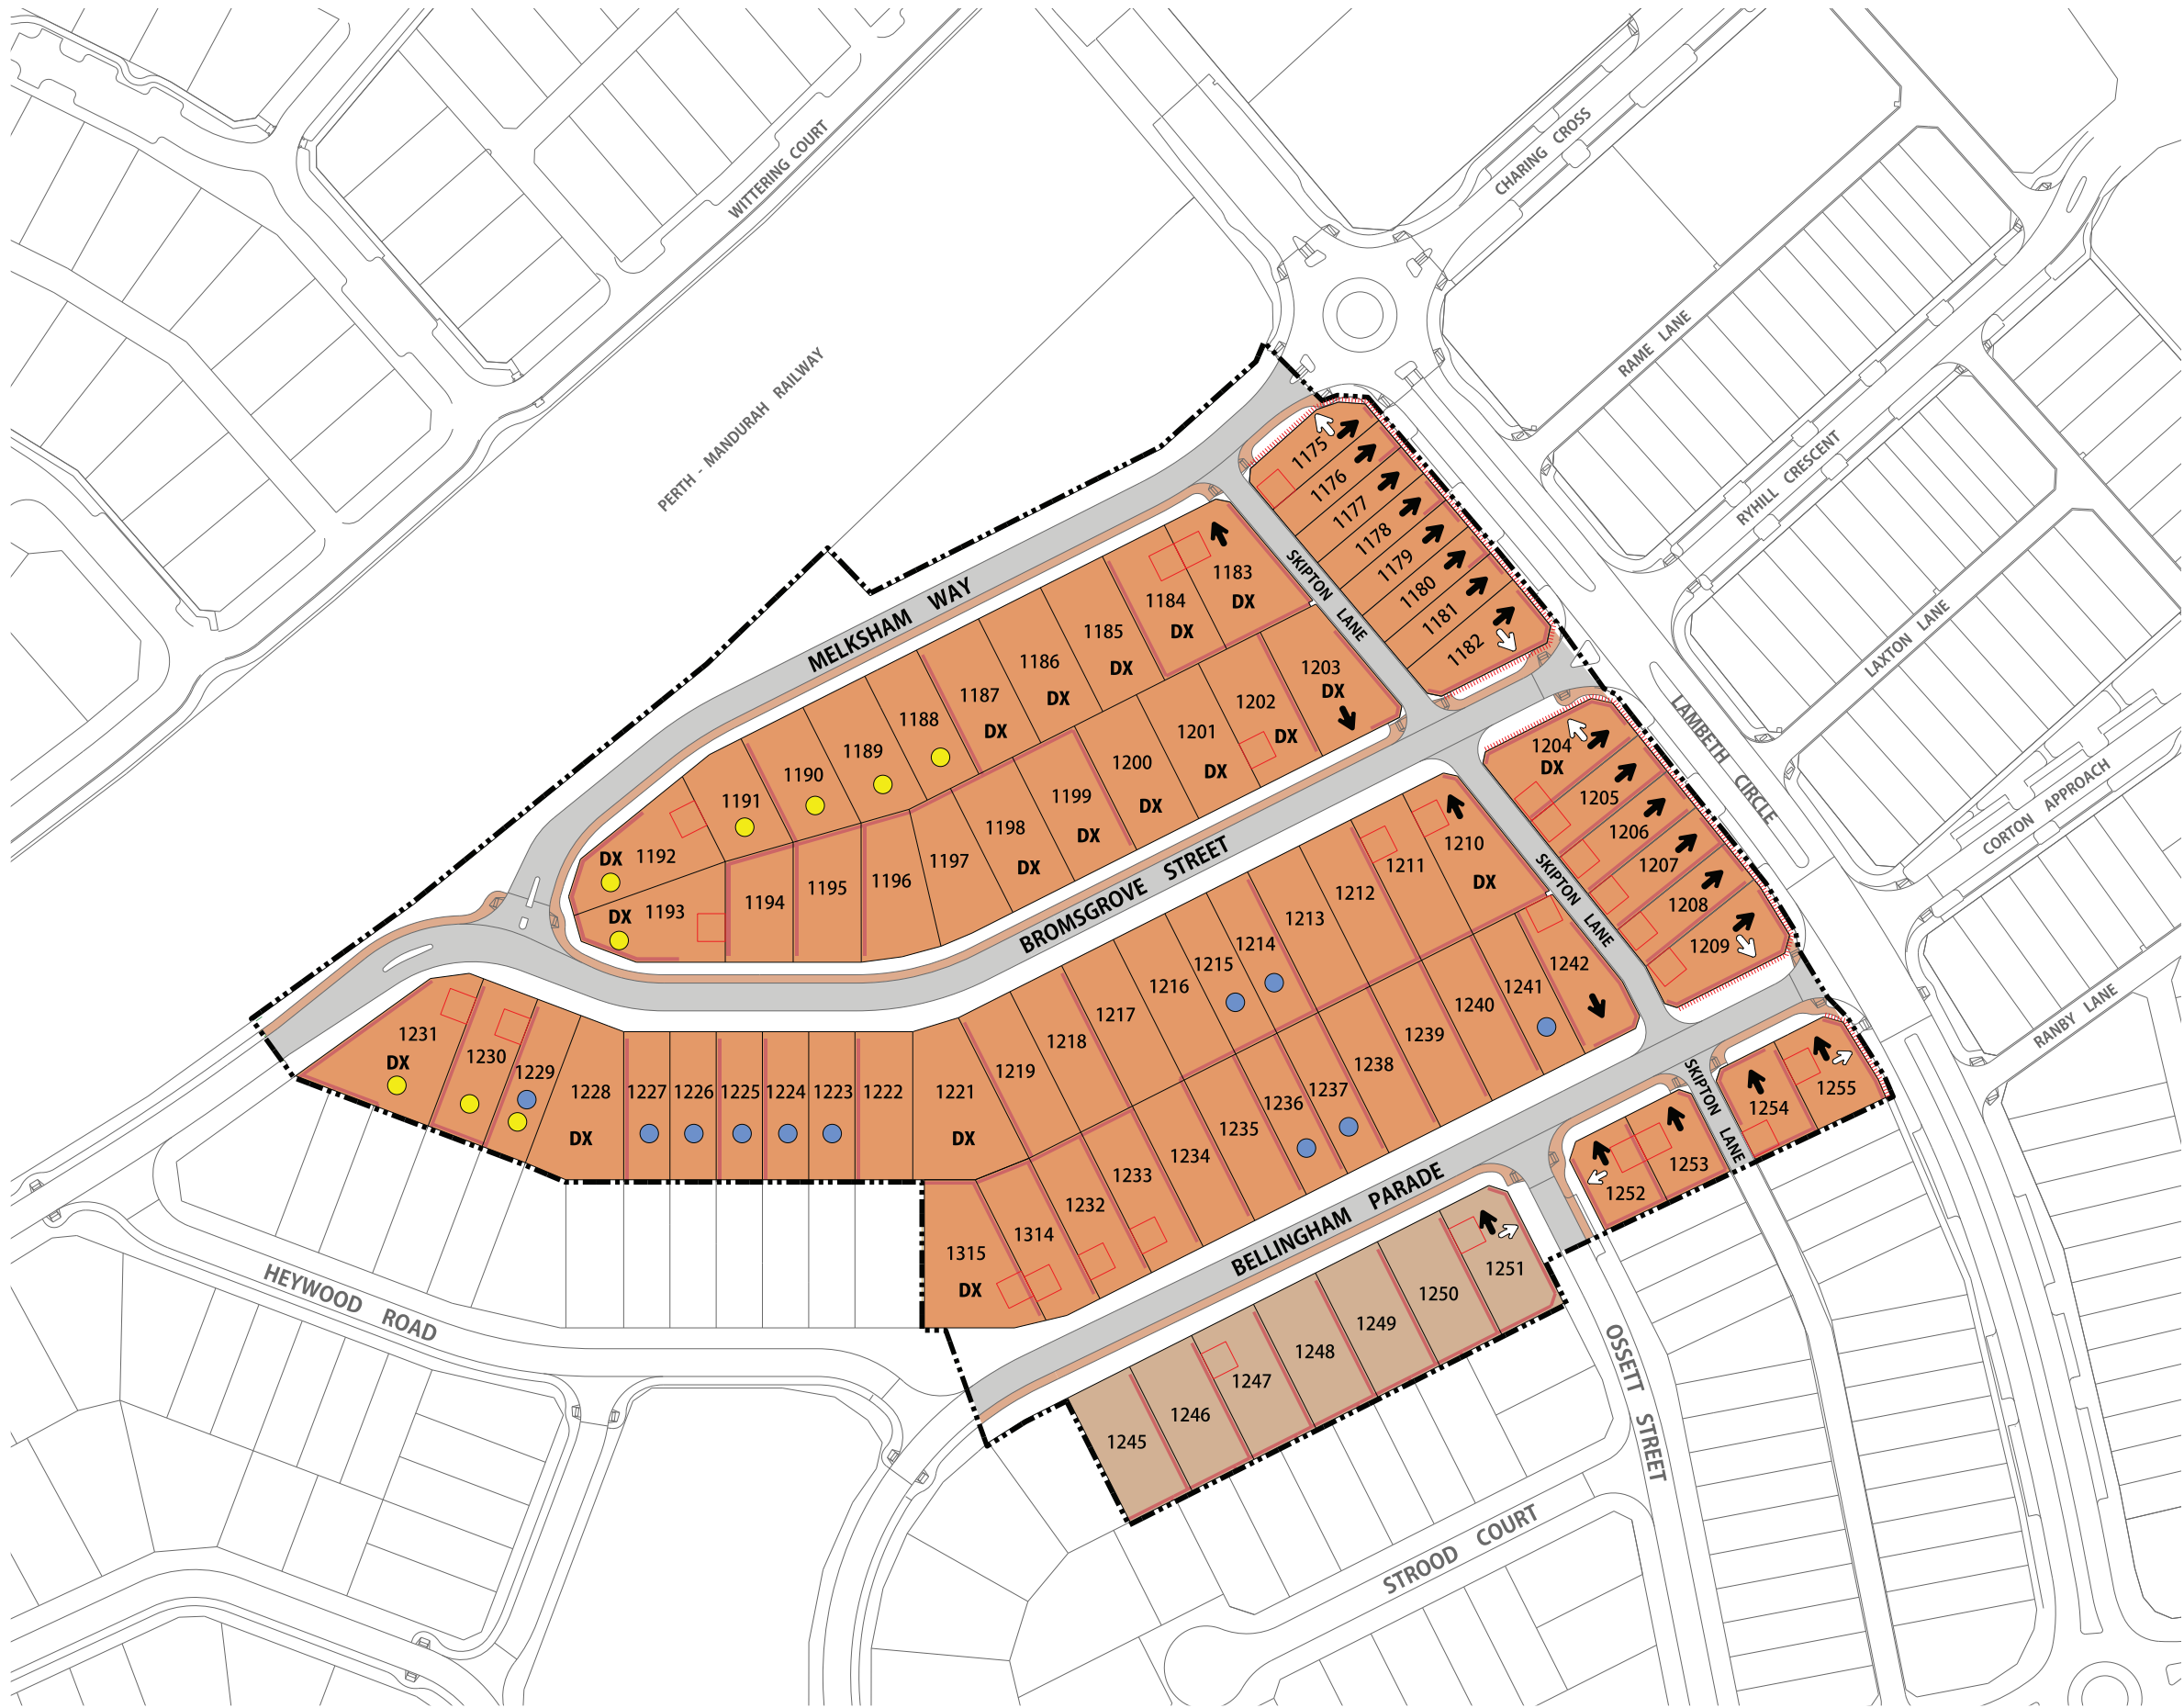 WITTERING COURT
CHARING CROSS
PERTH - MANDURAH RAILWAY
RAME LANE
RYHILL CRESCENT
LAXTON LANE
LAMBETH CIRCLE
CORTON APPROACH
RANBY LANE
MELKSHAM WAY
SKIPTON LANE
1175
1176
1177
1178
1179
1180
1181
1182
1183
DX
1184
DX
1185
DX
1186
DX
1187
DX
1188
1189
1190
1191
DX 1192
DX 1193
1194
1195
1196
1197
1198
DX
1199
DX
1200
DX
1201
DX
1202
DX
1203
DX
1204
DX
1205
1206
1207
1208
1209
SKIPTON LANE
BROMSGROVE STREET
1210
DX
1211
1212
1213
1214
1215
1216
1217
1218
1219
1221
DX
1222
1223
1224
1225
1226
1227
1228
DX
1229
1230
1231
DX
1232
1233
1234
1235
1236
1237
1238
1239
1240
1241
1242
1314
1315
DX
BELLINGHAM PARADE
SKIPTON LANE
1245
1246
1247
1248
1249
1250
1251
1252
1253
1254
1255
HEYWOOD ROAD
OSSETT STREET
STROOD COURT